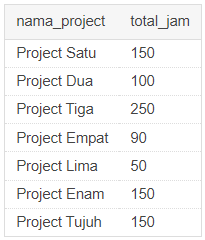 nama_project total_jam
Project Satu 150
Project Dua 100
Project Tiga 250
Project Empat 90
Project Lima 50
Project Enam 150
Project Tujuh 150